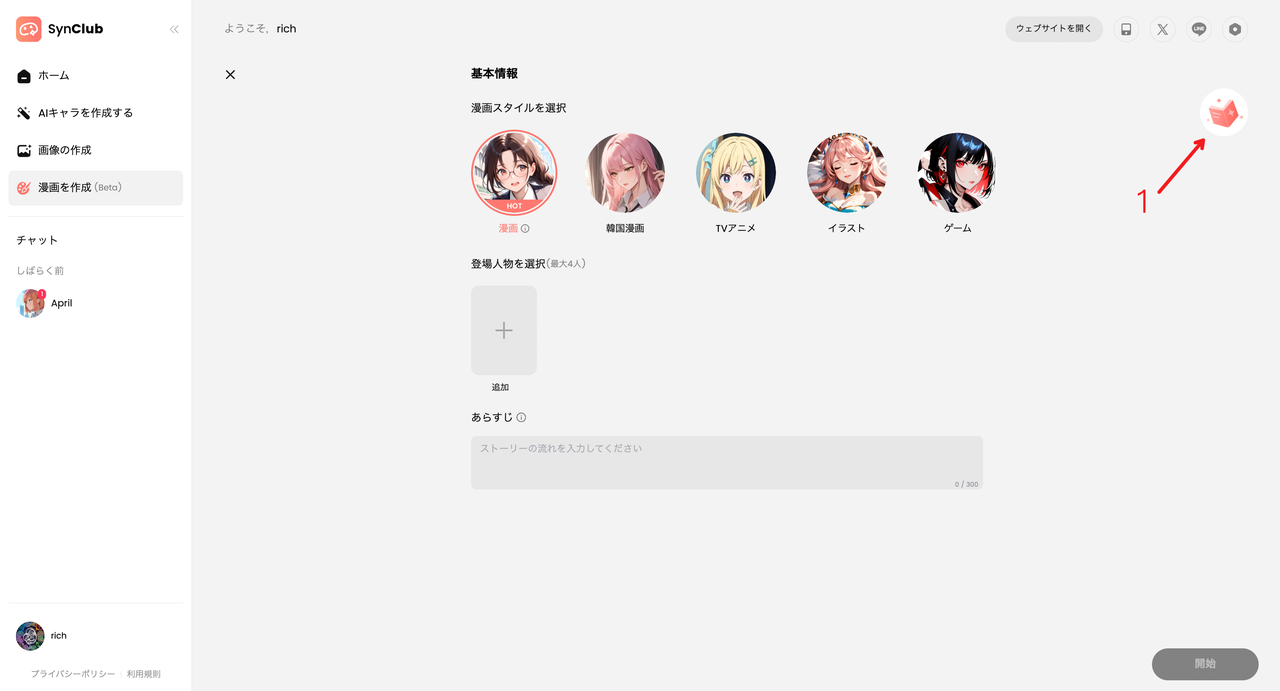 SynClub
ホーム
AIキャラを作成する
画像の作成
漫画を作成 (Beta)
チャット
しばらく前
1
April
rich
プライバシーポリシー | 利用規則
ようこそ, rich
ウェブサイトを開く
X
LINE
基本情報
漫画スタイルを選択
HOT
漫画
韓国漫画
TVアニメ
イラスト
ゲーム
1
登場人物を選択(最大4人)
追加
あらすじ
ストーリーの流れを入力してください
0 / 300
開始